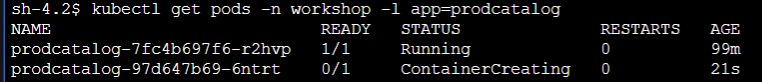 sh-4.2$ kubectl get pods -n workshop -l app=prodcatalog
NAME READY STATUS RESTARTS AGE
prodcatalog-7fc4b697f6-r2hvp 1/1 Running 0 99m
prodcatalog-97d647b69-6ntrt 0/1 ContainerCreating 0 21s